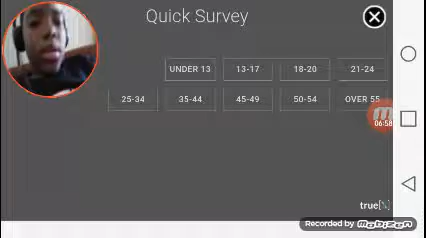 Quick Survey
UNDER 13 13-17 18-20 21-24
25-34 35-44 45-49 50-54 OVER 55
06:58
true[X]
Recorded by mobizen